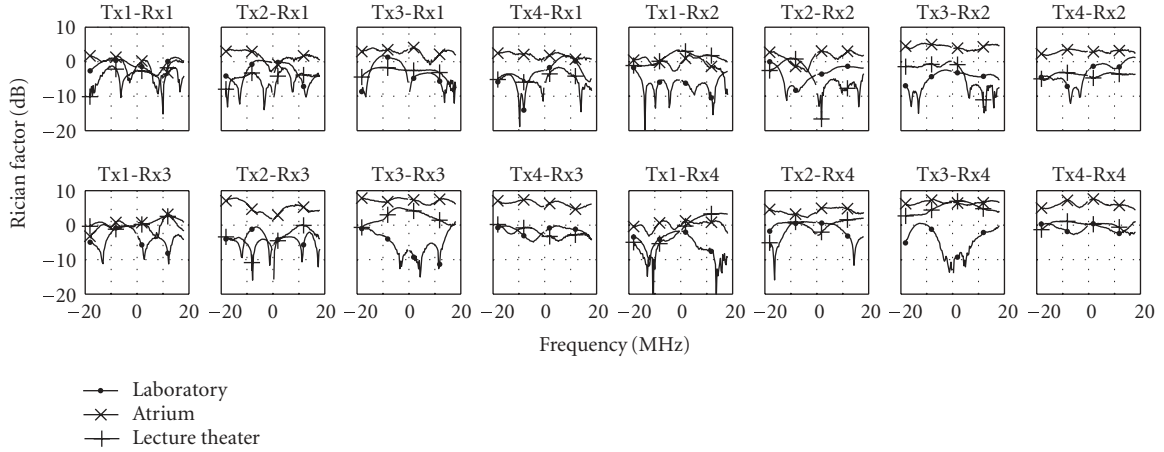 Tx1-Rx1 Tx2-Rx1 Tx3-Rx1 Tx4-Rx1 Tx1-Rx2 Tx2-Rx2 Tx3-Rx2 Tx4-Rx2
10
0
−10
−20
Tx1-Rx3 Tx2-Rx3 Tx3-Rx3 Tx4-Rx3 Tx1-Rx4 Tx2-Rx4 Tx3-Rx4 Tx4-Rx4
10
0
−10
−20
Rician factor (dB)
−20 0 20 −20 0 20 −20 0 20 −20 0 20 −20 0 20 −20 0 20 −20 0 20 −20 0 20
Frequency (MHz)
Laboratory
Atrium
Lecture theater